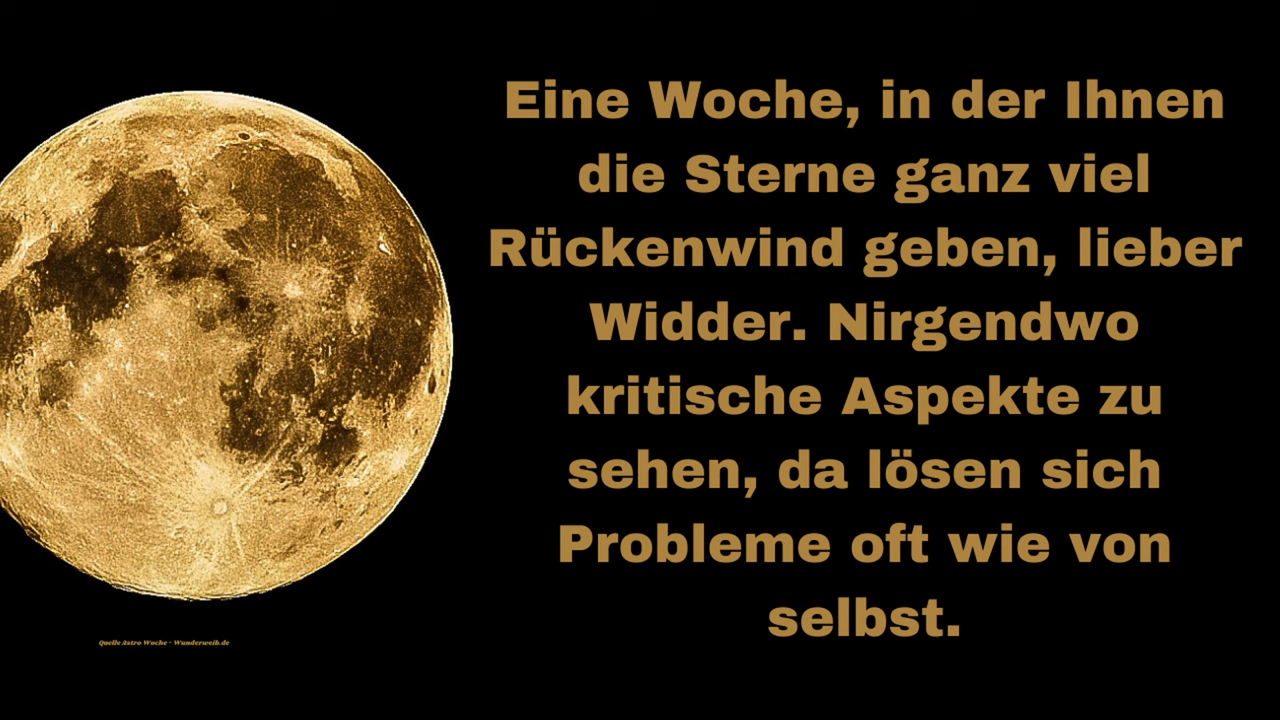 Eine Woche, in der Ihnen
die Sterne ganz viel
Rückenwind geben, lieber
Widder. Nirgendwo
kritische Aspekte zu
sehen, da lösen sich
Probleme oft wie von
selbst.
Quelle Astro Woche - Wunderweib.de